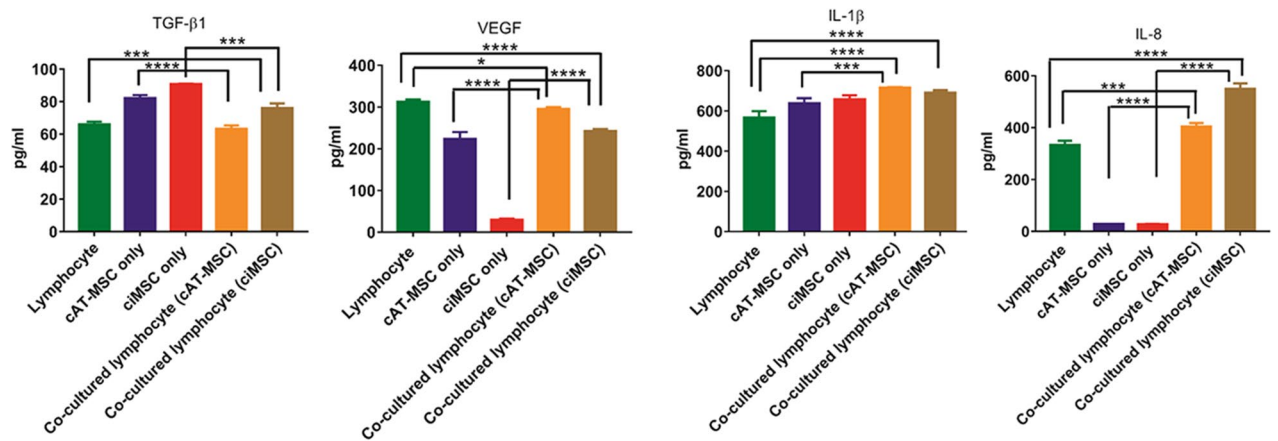 TGF-β1
***
***
****
100
80
60
40
20
0
pg/ml
Lymphocyte
cAT-MSC only
ciMSC only
Co-cultured lymphocyte (cAT-MSC)
Co-cultured lymphocyte (ciMSC)
VEGF
****
*
****
****
400
300
200
100
0
pg/ml
Lymphocyte
cAT-MSC only
ciMSC only
Co-cultured lymphocyte (cAT-MSC)
Co-cultured lymphocyte (ciMSC)
IL-1β
****
****
***
800
600
400
200
0
pg/ml
Lymphocyte
cAT-MSC only
ciMSC only
Co-cultured lymphocyte (cAT-MSC)
Co-cultured lymphocyte (ciMSC)
IL-8
****
****
***
****
600
400
200
0
pg/ml
Lymphocyte
cAT-MSC only
ciMSC only
Co-cultured lymphocyte (cAT-MSC)
Co-cultured lymphocyte (ciMSC)